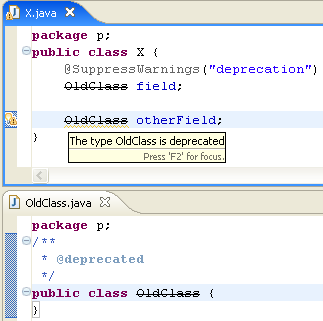 X.java
package p;
public class X {
@SuppressWarnings("deprecation")
OldClass field;
OldClass otherField;
}
The type OldClass is deprecated
Press 'F2' for focus.
OldClass.java
package p;
/**
* @deprecated
*/
public class OldClass {
}